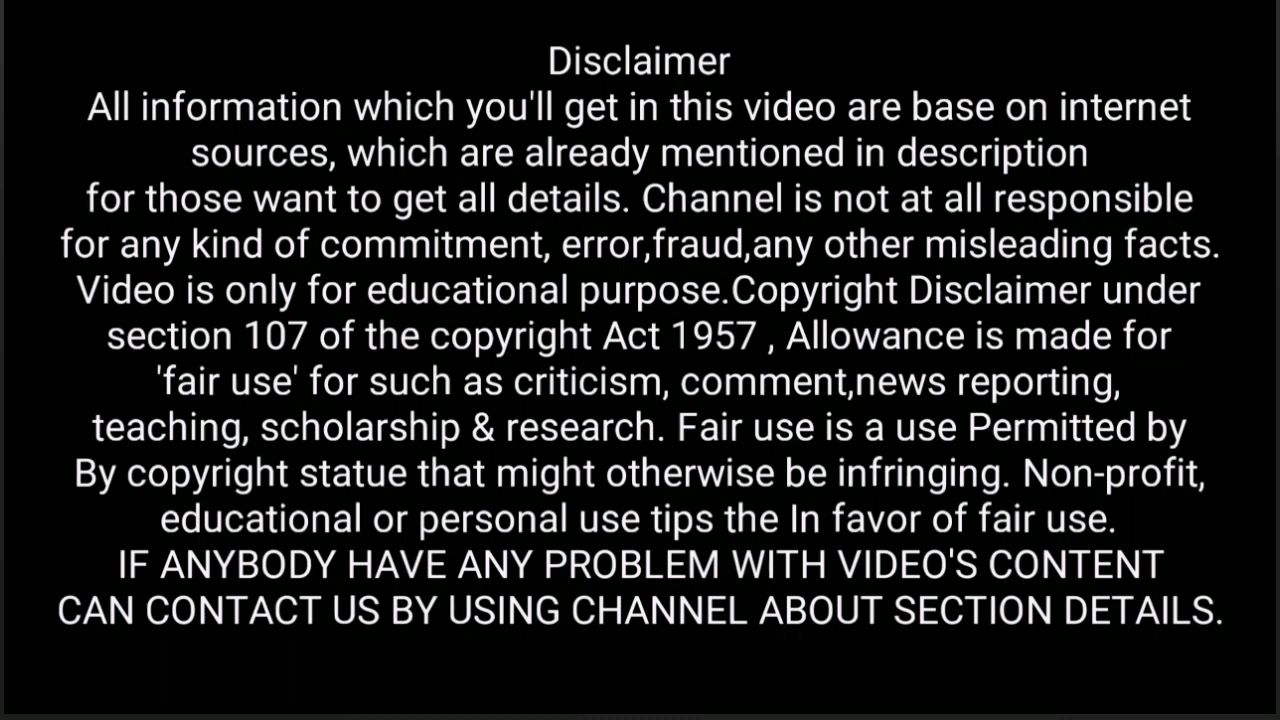 Disclaimer
All information which you'll get in this video are base on internet
sources, which are already mentioned in description
for those want to get all details. Channel is not at all responsible
for any kind of commitment, error,fraud,any other misleading facts.
Video is only for educational purpose.Copyright Disclaimer under
section 107 of the copyright Act 1957 , Allowance is made for
'fair use' for such as criticism, comment,news reporting,
teaching, scholarship & research. Fair use is a use Permitted by
By copyright statue that might otherwise be infringing. Non-profit,
educational or personal use tips the In favor of fair use.
IF ANYBODY HAVE ANY PROBLEM WITH VIDEO'S CONTENT
CAN CONTACT US BY USING CHANNEL ABOUT SECTION DETAILS.